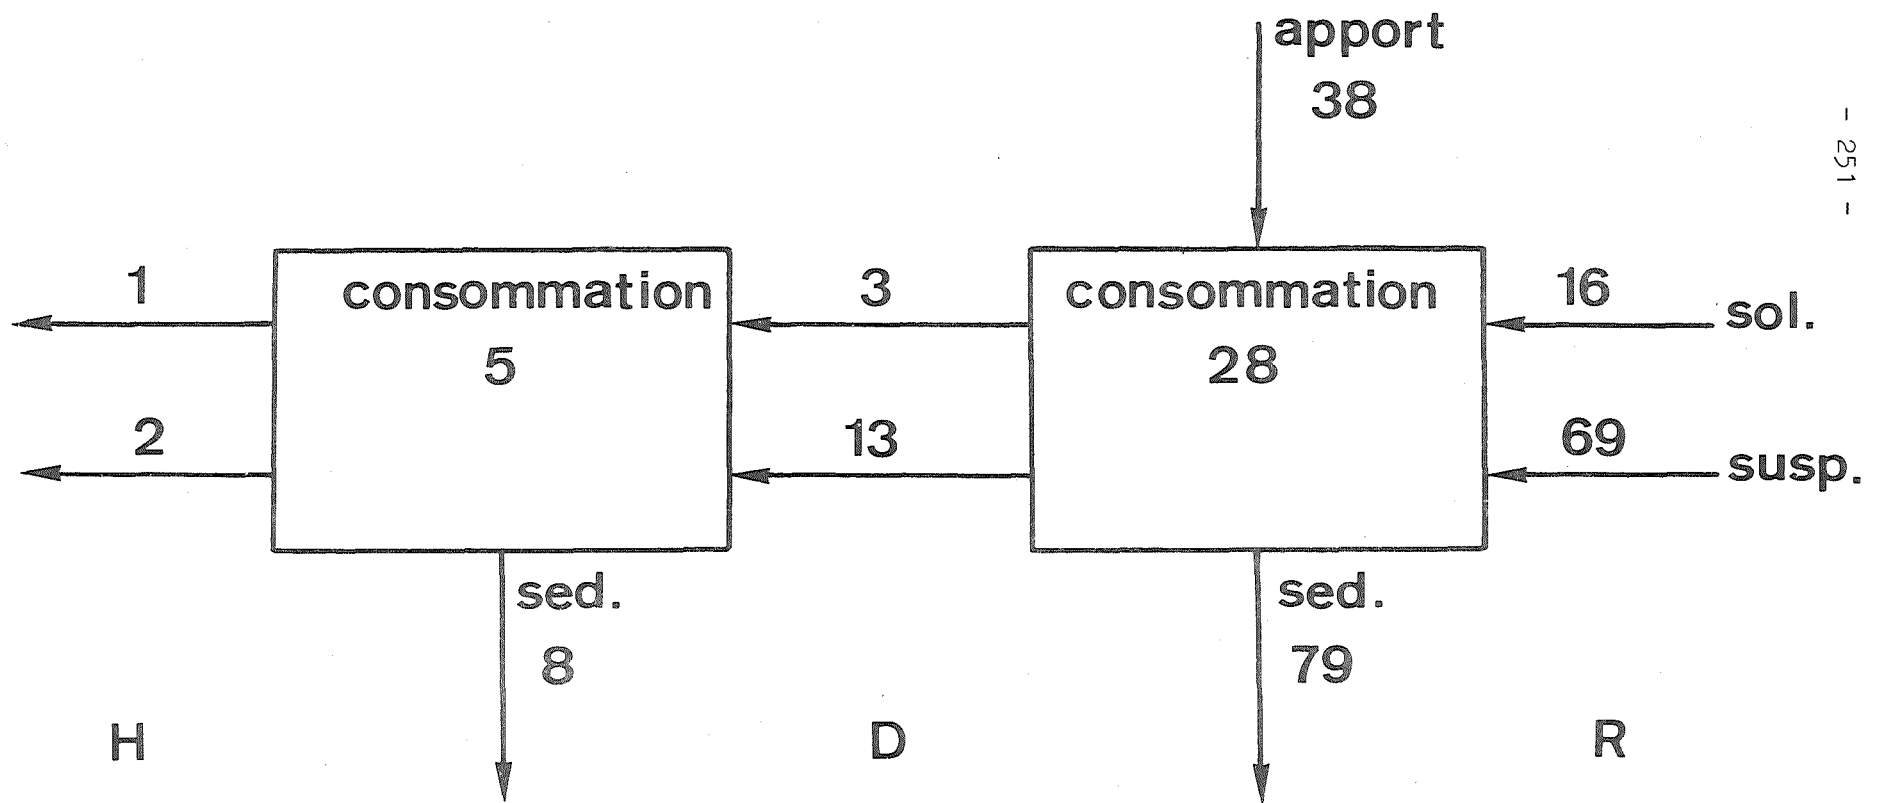 - 251 -
apport
38
1
consommation
3
consommation
16
sol.
5
28
2
13
69
susp.
sed.
sed.
8
79
H
D
R